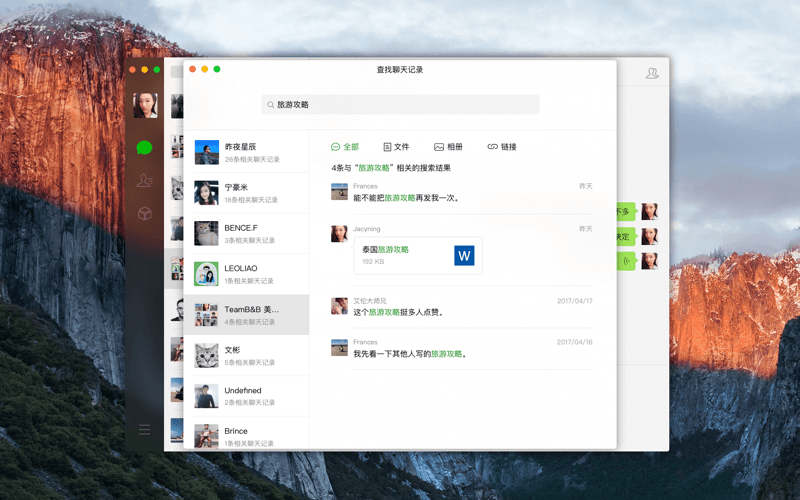 查找聊天记录
旅游攻略
昨夜星辰
26条相关聊天记录
宁豪米
18条相关聊天记录
BENCE.F
3条相关聊天记录
LEOLIAO
1条相关聊天记录
TeamB&B 美...
4条相关聊天记录
文彬
5条相关聊天记录
Undefined
2条相关聊天记录
Brince
1条相关聊天记录
全部 文件 相册 链接
4条与“旅游攻略”相关的搜索结果
Frances 昨天
能不能把旅游攻略再发我一次。
Jacyning 昨天
泰国旅游攻略
192 KB
W
艾伦大师兄 2017/04/17
这个旅游攻略挺多人点赞。
Frances 2017/04/16
我先看一下其他人写的旅游攻略。
不多
决定